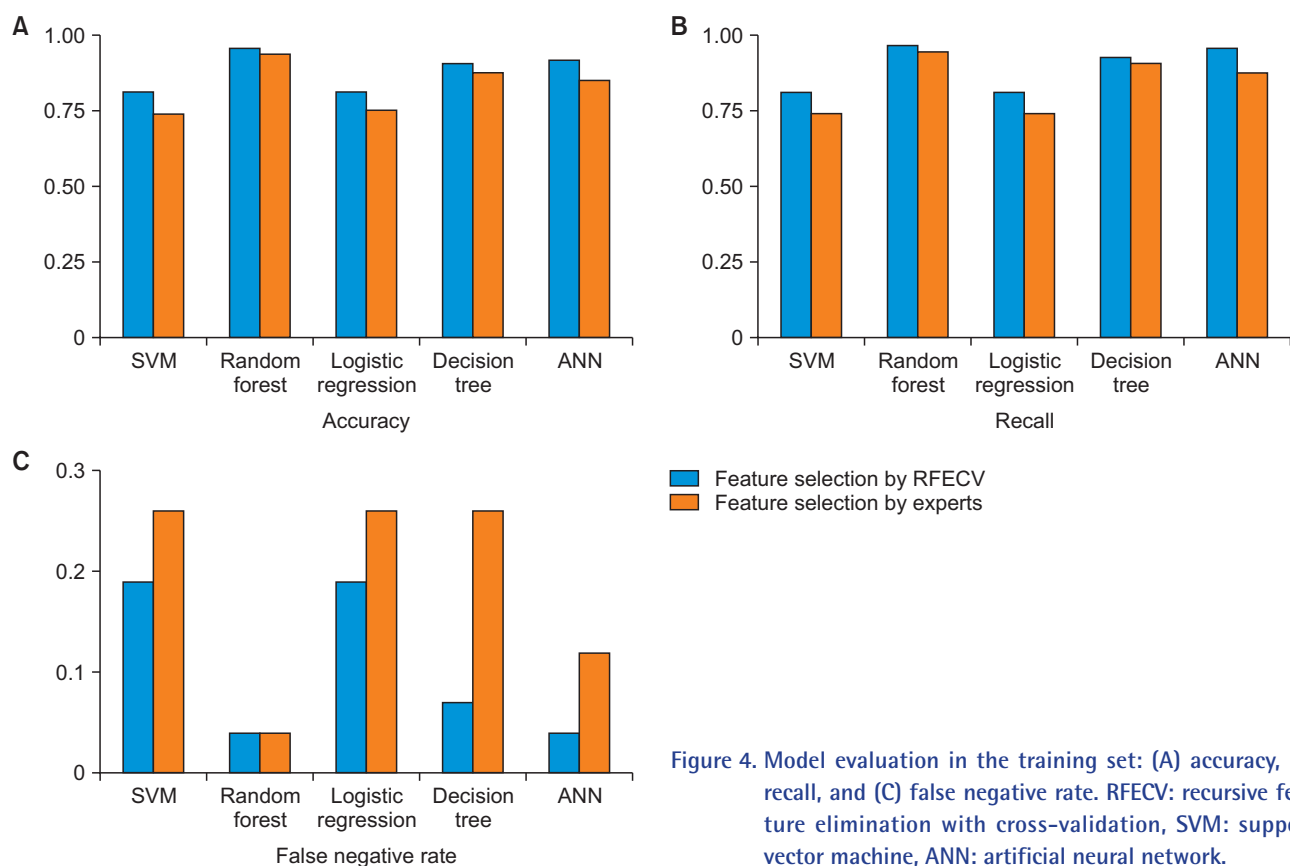 A
1.00
0.75
0.50
0.25
0
SVM
Random
forest
Logistic
regression
Decision
tree
ANN
Accuracy
B
1.00
0.75
0.50
0.25
0
SVM
Random
forest
Logistic
regression
Decision
tree
ANN
Recall
C
0.3
0.2
0.1
0
SVM
Random
forest
Logistic
regression
Decision
tree
ANN
False negative rate
Feature selection by RFECV
Feature selection by experts
Figure 4. Model evaluation in the training set: (A) accuracy,
recall, and (C) false negative rate. RFECV: recursive fe
ture elimination with cross-validation, SVM: suppo
vector machine, ANN: artificial neural network.